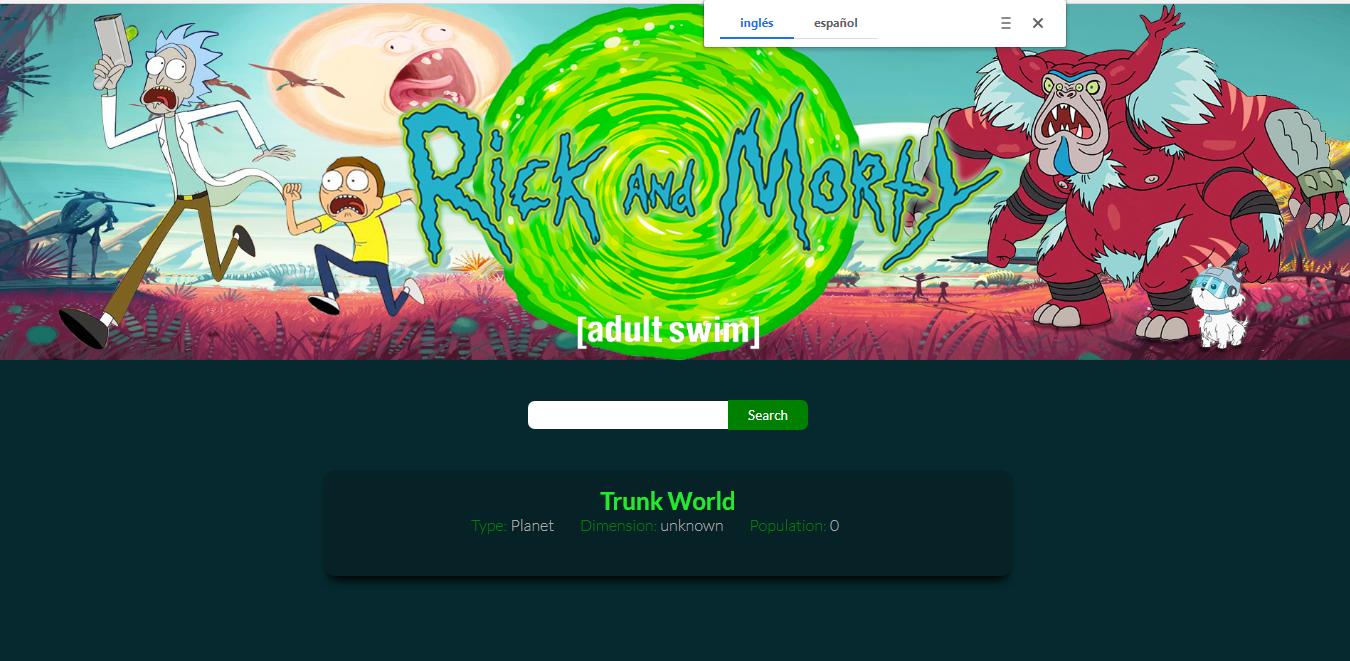 inglés español
Rick and Morty
[adult swim]
Search
Trunk World
Type: Planet Dimension: unknown Population: 0